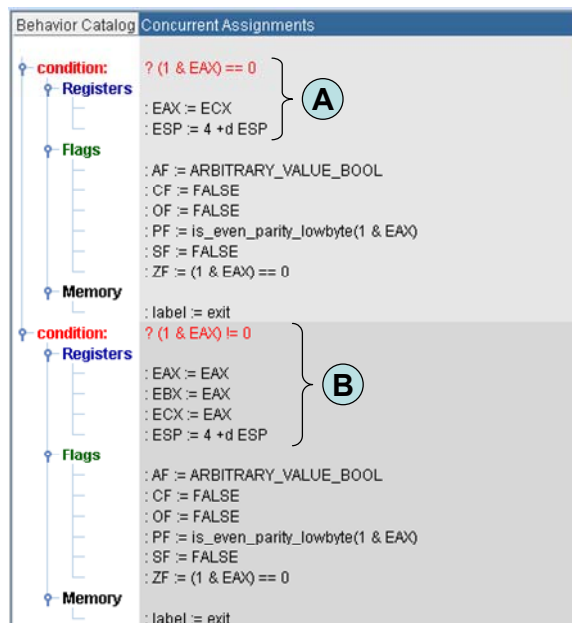 Behavior Catalog Concurrent Assignments
condition: ? (1 & EAX) == 0
Registers
: EAX := ECX
: ESP := 4 +d ESP
A
Flags
: AF := ARBITRARY_VALUE_BOOL
: CF := FALSE
: OF := FALSE
: PF := is_even_parity_lowbyte(1 & EAX)
: SF := FALSE
: ZF := (1 & EAX) == 0
Memory
: label := exit
condition: ? (1 & EAX) != 0
Registers
: EAX := EAX
: EBX := EAX
: ECX := EAX
: ESP := 4 +d ESP
B
Flags
: AF := ARBITRARY_VALUE_BOOL
: CF := FALSE
: OF := FALSE
: PF := is_even_parity_lowbyte(1 & EAX)
: SF := FALSE
: ZF := (1 & EAX) == 0
Memory
: label := exit